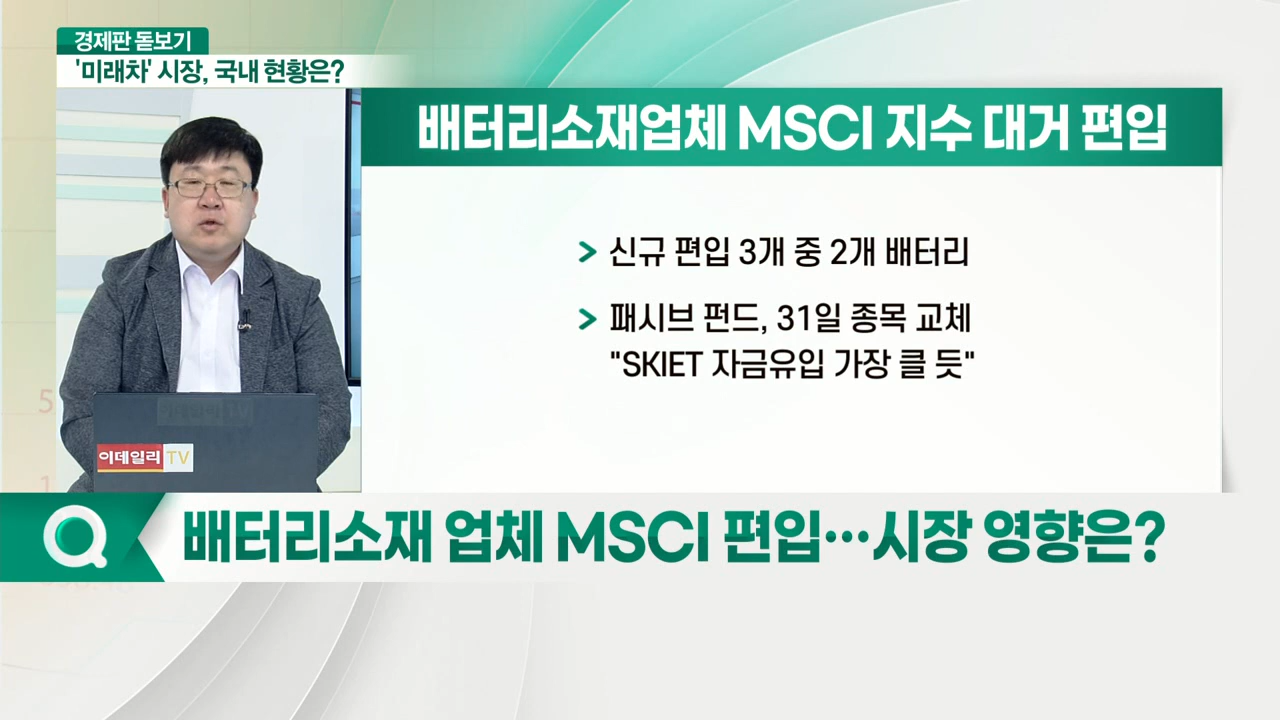 경제판 돋보기
'미래차' 시장, 국내 현황은?
배터리소재업체 MSCI 지수 대거 편입
> 신규 편입 3개 중 2개 배터리
> 패시브 펀드, 31일 종목 교체
"SKIET 자금유입 가장 클 듯"
이데일리 TV
배터리소재 업체 MSCI 편입…시장 영향은?